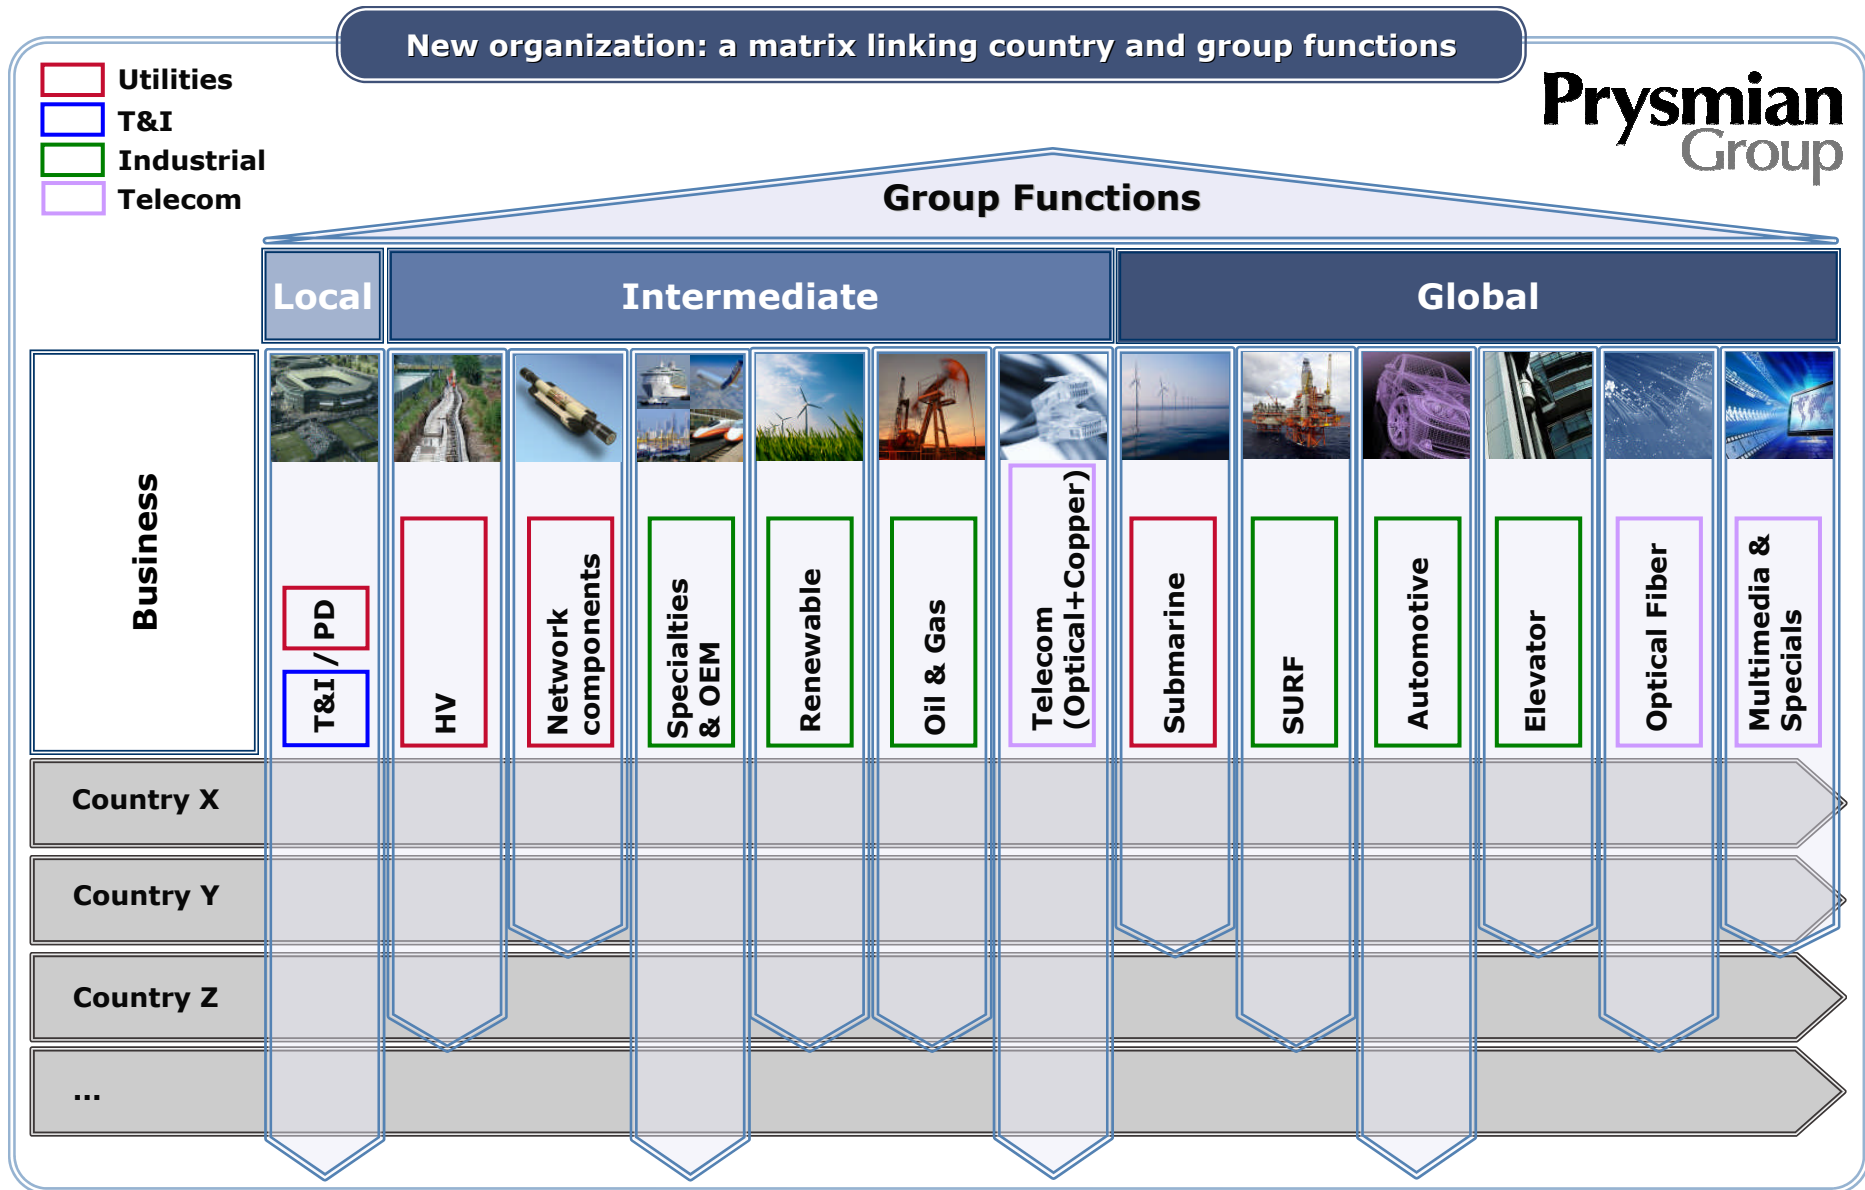 New organization: a matrix linking country and group functions
Utilities
T&I
Industrial
Telecom
Prysmian
Group
Group Functions
Local
Intermediate
Global
Business
T&I / PD
HV
Network
components
Specialties
& OEM
Renewable
Oil & Gas
Telecom
(Optical+Copper)
Submarine
SURF
Automotive
Elevator
Optical Fiber
Multimedia &
Specials
Country X
Country Y
Country Z
...